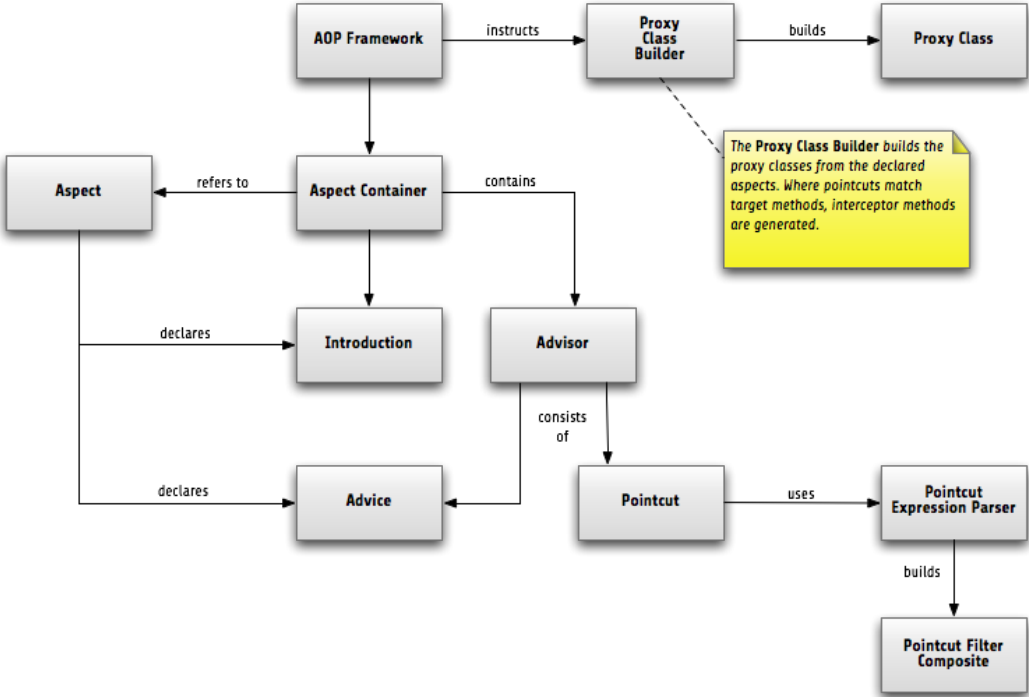 AOP Framework
instructs
Proxy
Class
Builder
builds
Proxy Class
The Proxy Class Builder builds the
proxy classes from the declared
aspects. Where pointcuts match
target methods, interceptor methods
are generated.
Aspect
refers to
Aspect Container
contains
declares
Introduction
Advisor
consists
of
declares
Advice
Pointcut
uses
Pointcut
Expression Parser
builds
Pointcut Filter
Composite